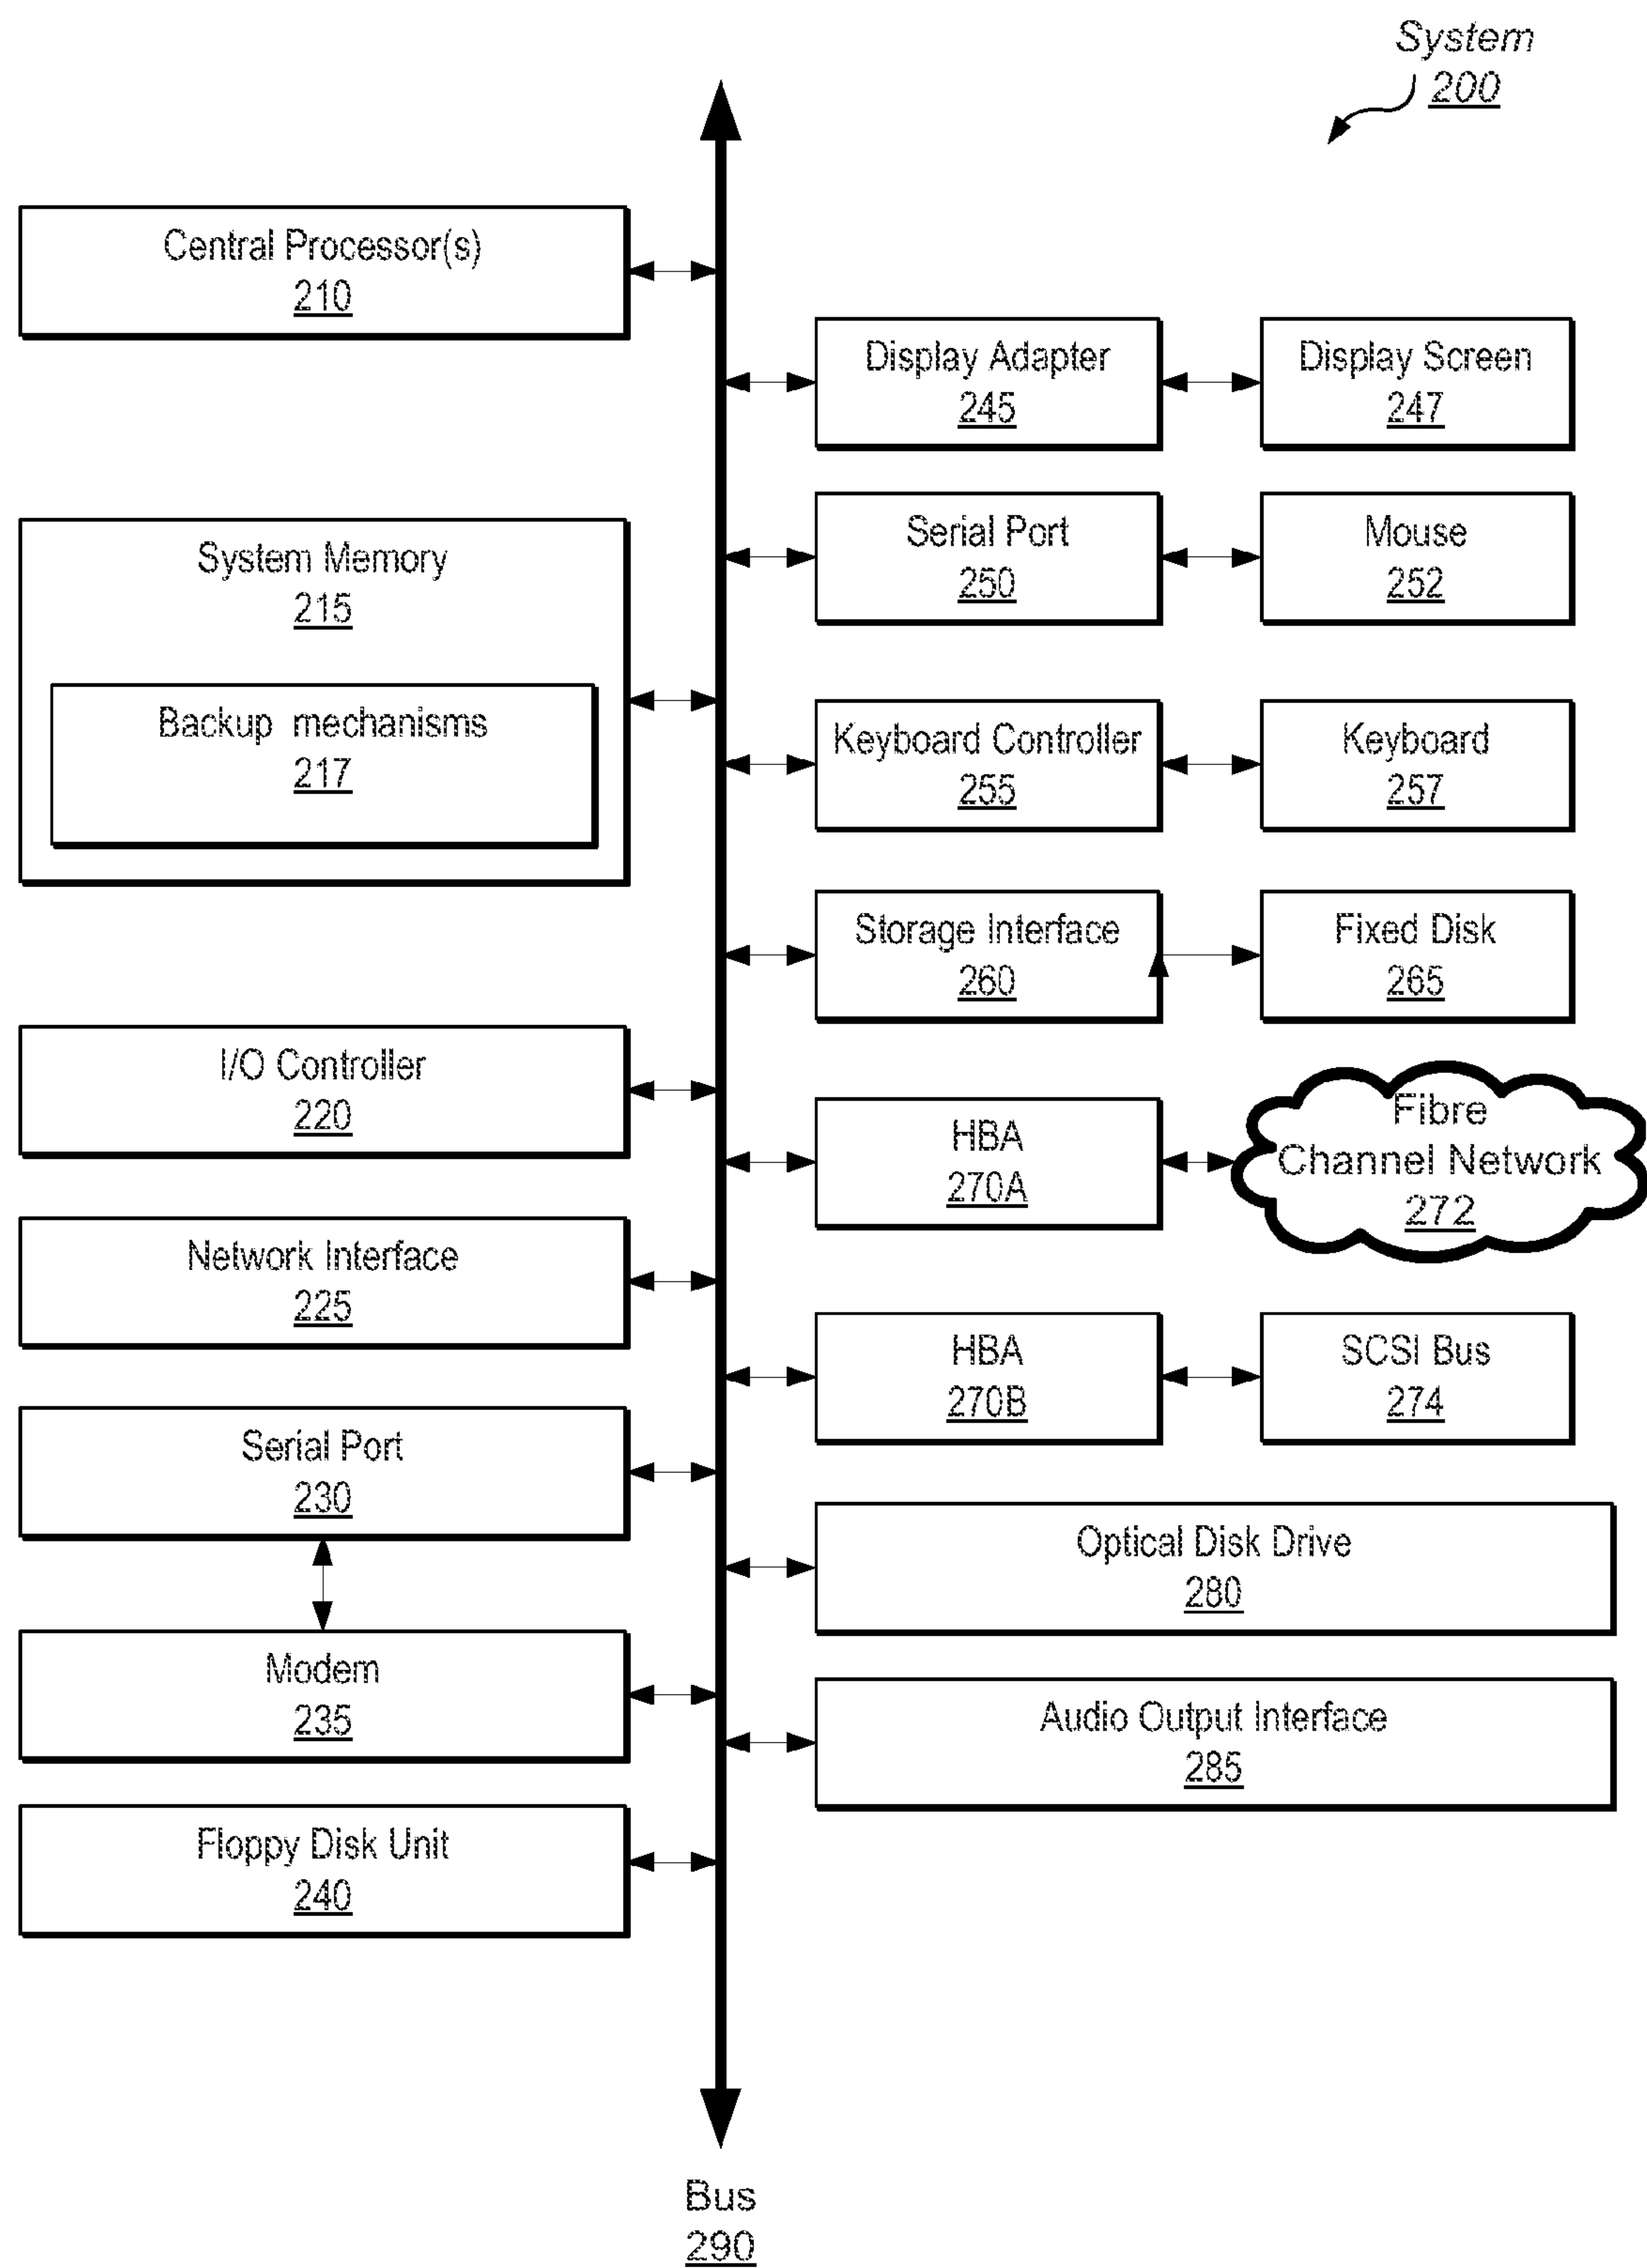 System
200
Central Processor(s)
210
System Memory
215
Backup mechanisms
217
I/O Controller
220
Network Interface
225
Serial Port
230
Modem
235
Floppy Disk Unit
240
Display Adapter
245
Display Screen
247
Serial Port
250
Mouse
252
Keyboard Controller
255
Keyboard
257
Storage Interface
260
Fixed Disk
265
HBA
270A
Fibre
Channel Network
272
HBA
270B
SCSI Bus
274
Optical Disk Drive
280
Audio Output Interface
285
Bus
290